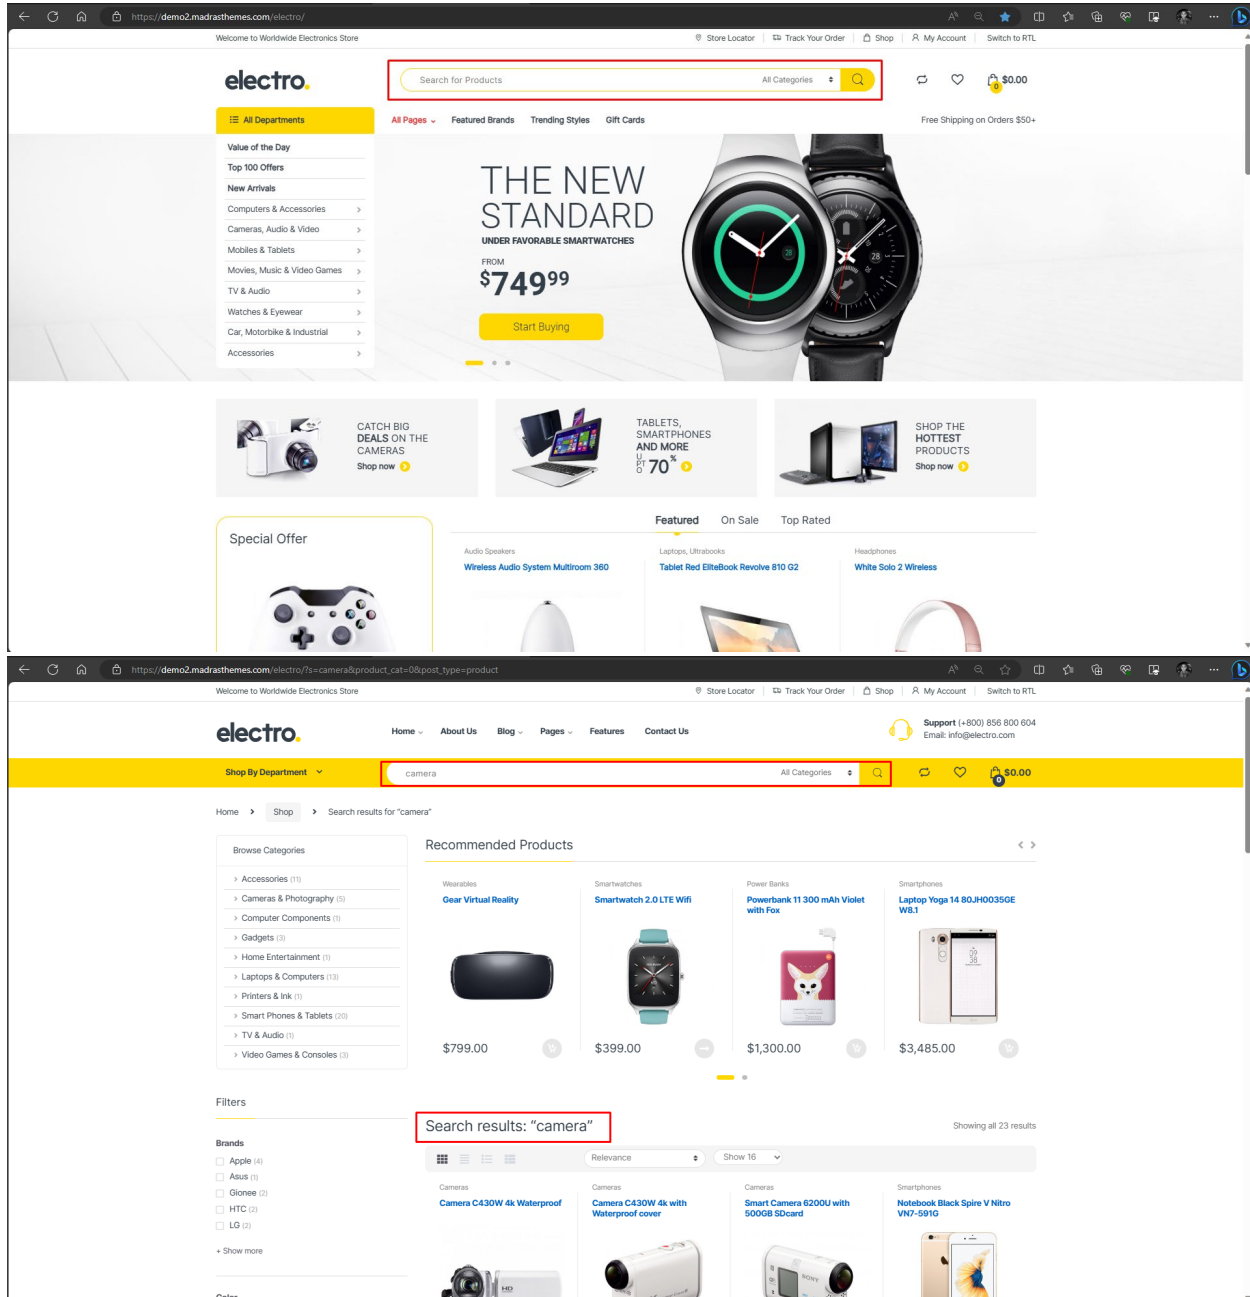 https://demo2.madrasthemes.com/electro/
Welcome to Worldwide Electronics Store
Store Locator
Track Your Order
Shop
My Account
Switch to RTL
electro.
Search for Products
All Categories
0
$0.00
All Departments
All Pages
Featured Brands
Trending Styles
Gift Cards
Free Shipping on Orders $50+
Value of the Day
Top 100 Offers
New Arrivals
Computers & Accessories
Cameras, Audio & Video
Mobiles & Tablets
Movies, Music & Video Games
TV & Audio
Watches & Eyewear
Car, Motorbike & Industrial
Accessories
THE NEW
STANDARD
UNDER FAVORABLE SMARTWATCHES
FROM
$74999
Start Buying
CATCH BIG
DEALS ON THE
CAMERAS
Shop now
TABLETS,
SMARTPHONES
AND MORE
UPTO 70%
SHOP THE
HOTTEST
PRODUCTS
Shop now
Special Offer
Featured
On Sale
Top Rated
Audio Speakers
Wireless Audio System Multiroom 360
Laptops, Ultrabooks
Tablet Red EliteBook Revolve 810 G2
Headphones
White Solo 2 Wireless
https://demo2.madrasthemes.com/electro/?s=camera&product_cat=0&post_type=product
Welcome to Worldwide Electronics Store
Store Locator
Track Your Order
Shop
My Account
Switch to RTL
electro.
Home
About Us
Blog
Pages
Features
Contact Us
Support (+800) 856 800 604
Email: info@electro.com
Shop By Department
camera
All Categories
0
$0.00
Home
Shop
Search results for "camera"
Browse Categories
Accessories (11)
Cameras & Photography (5)
Computer Components (1)
Gadgets (3)
Home Entertainment (1)
Laptops & Computers (13)
Printers & Ink (1)
Smart Phones & Tablets (20)
TV & Audio (1)
Video Games & Consoles (3)
Recommended Products
Wearables
Gear Virtual Reality
$799.00
Smartwatches
Smartwatch 2.0 LTE Wifi
$399.00
Power Banks
Powerbank 11 300 mAh Violet
with Fox
$1,300.00
Smartphones
Laptop Yoga 14 80JH0035GE
W8.1
$3,485.00
Filters
Brands
Apple (4)
Asus (1)
Gionee (2)
HTC (2)
LG (2)
+ Show more
Color
Search results: "camera"
Showing all 23 results
Relevance
Show 16
Cameras
Camera C430W 4k Waterproof
Cameras
Camera C430W 4k with
Waterproof cover
Cameras
Smart Camera 6200U with
500GB SDcard
Smartphones
Notebook Black Spire V Nitro
VN7-591G
HD
SONY